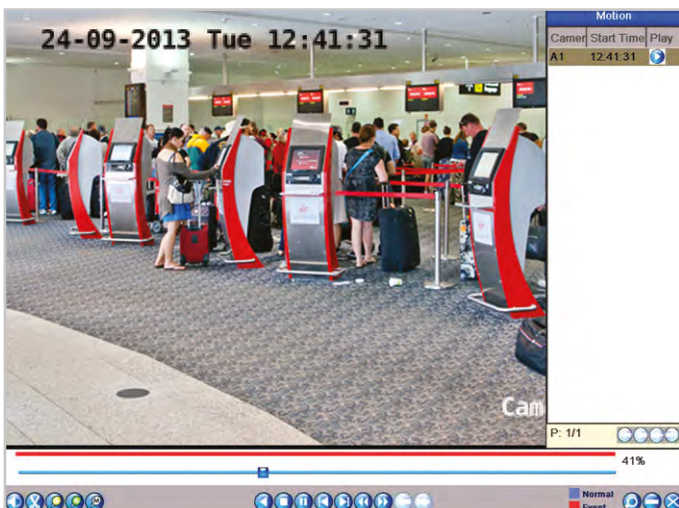 24-09-2013 Tue 12:41:31
Motion
Camer Start Time Play
A1 12:41:31
Cam
P: 1/1
41%
Normal
Event